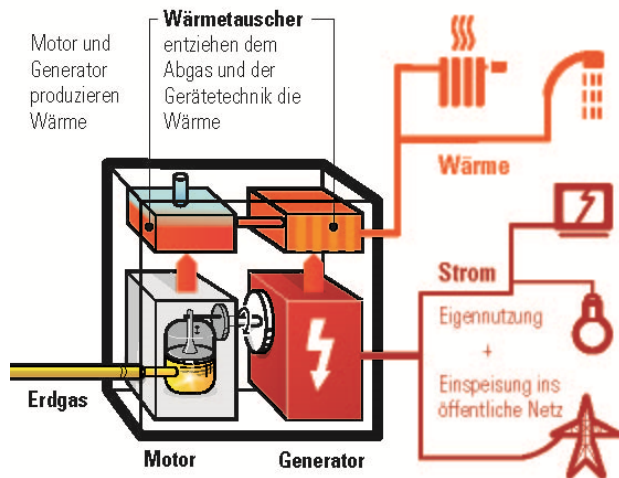 Motor und
Generator
produzieren
Wärme
Wärmetauscher
entziehen dem
Abgas und der
Gerätetechnik die
Wärme
Wärme
Strom
Eigennutzung
+
Einspeisung ins
öffentliche Netz
Erdgas
Motor
Generator